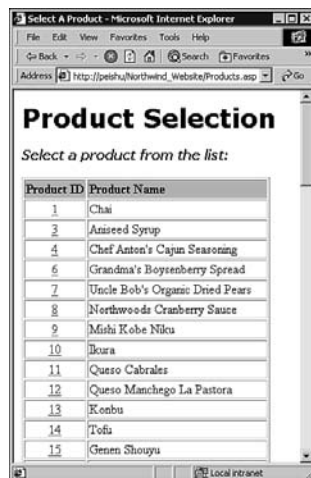 Select A Product - Microsoft Internet Explorer
File Edit View Favorites Tools Help
Back Search Favorites »
Address http://peishu/Northwind_Website/Products.asp Go
Product Selection
Select a product from the list:
Product ID Product Name
1 Chai
3 Aniseed Syrup
4 Chef Anton's Cajun Seasoning
6 Grandma's Boysenberry Spread
7 Uncle Bob's Organic Dried Pears
8 Northwoods Cranberry Sauce
9 Mishi Kobe Niku
10 Ikura
11 Queso Cabrales
12 Queso Manchego La Pastora
13 Konbu
14 Tofu
15 Genen Shouyu
Local intranet